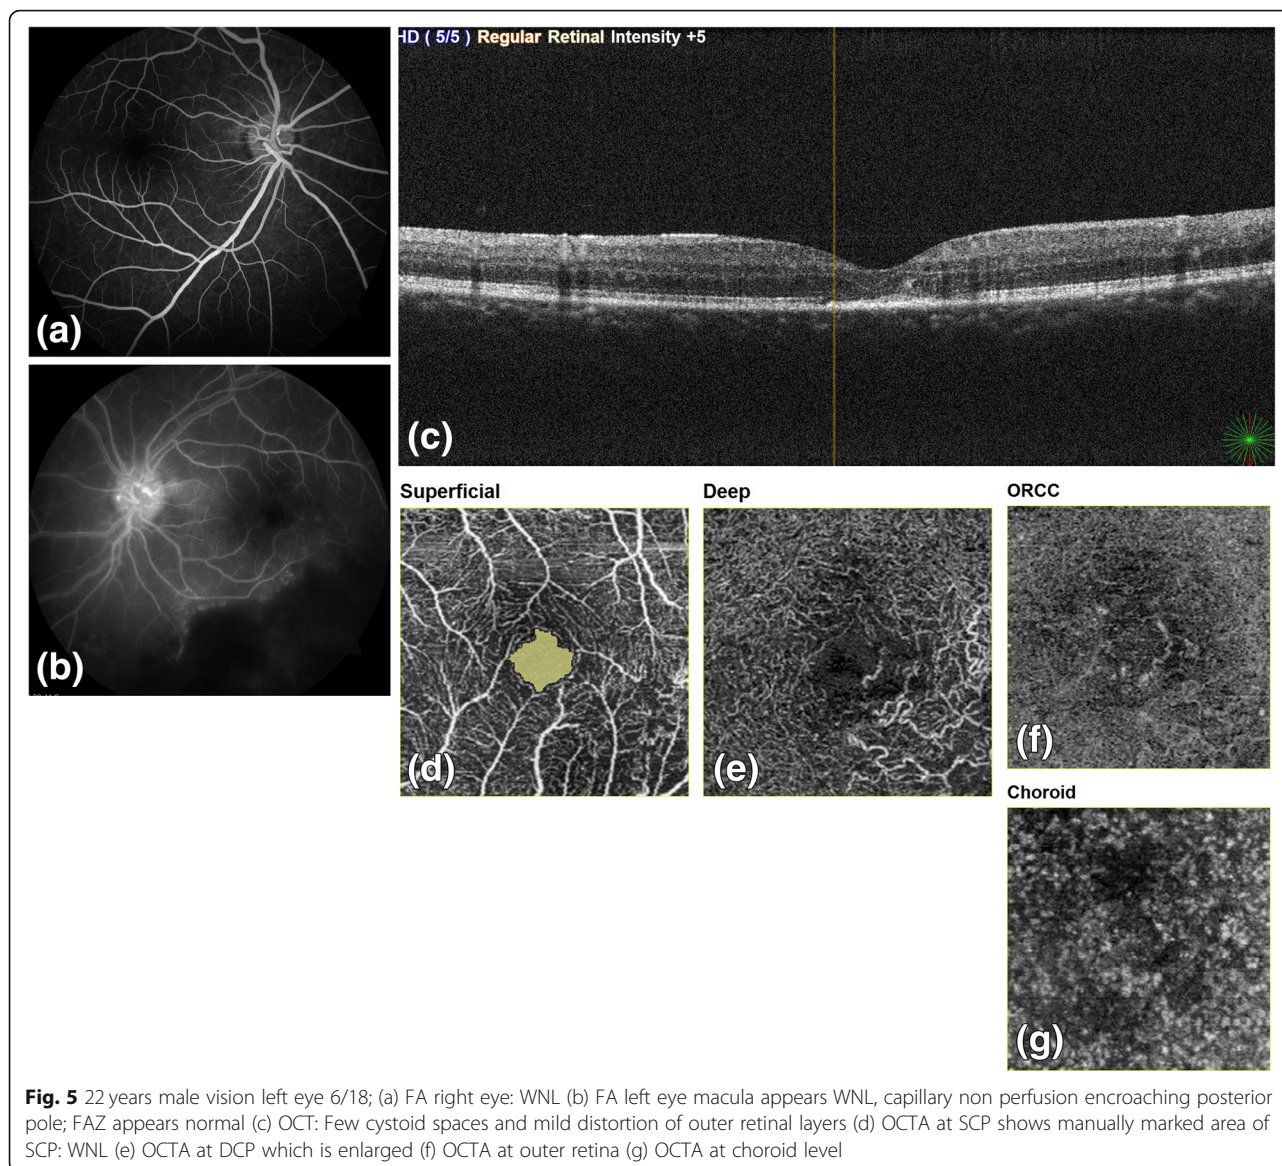 HD ( 5/5 ) Regular Retinal Intensity +5
(a)
(b)
(c)
Superficial
Deep
ORCC
(d)
(e)
(f)
Choroid
(g)
Fig. 5 22 years male vision left eye 6/18; (a) FA right eye: WNL (b) FA left eye macula appears WNL, capillary non perfusion encroaching posterior
pole; FAZ appears normal (c) OCT: Few cystoid spaces and mild distortion of outer retinal layers (d) OCTA at SCP shows manually marked area of
SCP: WNL (e) OCTA at DCP which is enlarged (f) OCTA at outer retina (g) OCTA at choroid level